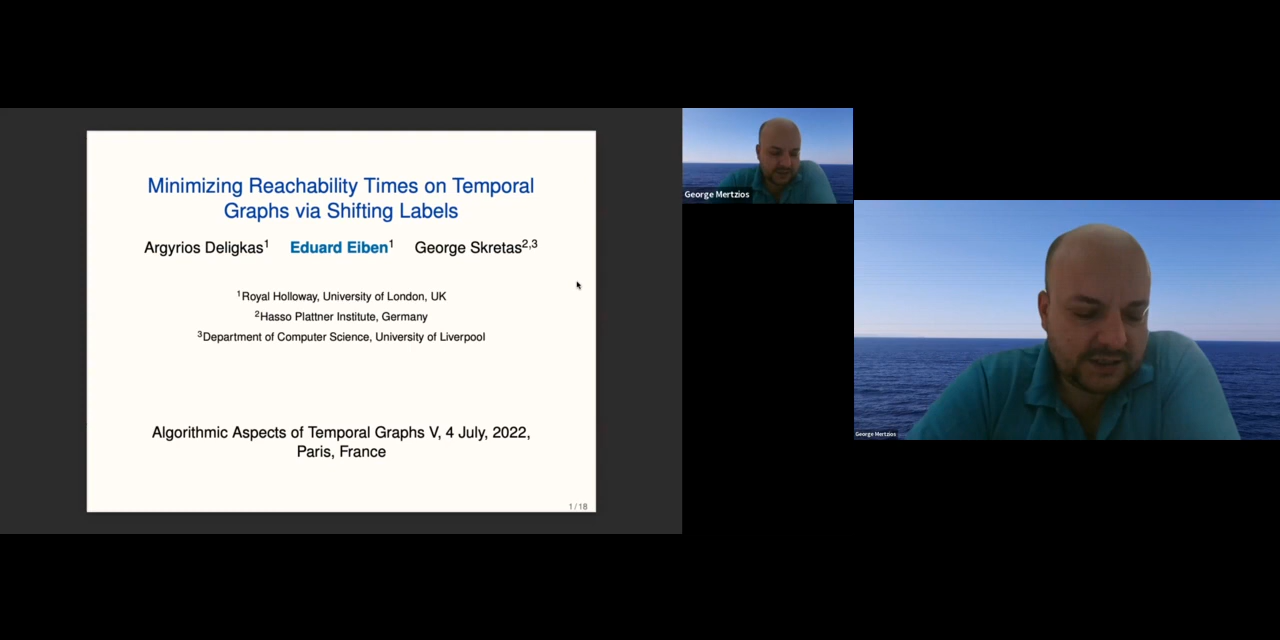 Minimizing Reachability Times on Temporal
Graphs via Shifting Labels
Argyrios Deligkas¹ Eduard Eiben¹ George Skretas²,³
¹Royal Holloway, University of London, UK
²Hasso Plattner Institute, Germany
³Department of Computer Science, University of Liverpool
Algorithmic Aspects of Temporal Graphs V, 4 July, 2022,
Paris, France
1 / 18
George Mertzios
George Mertzios